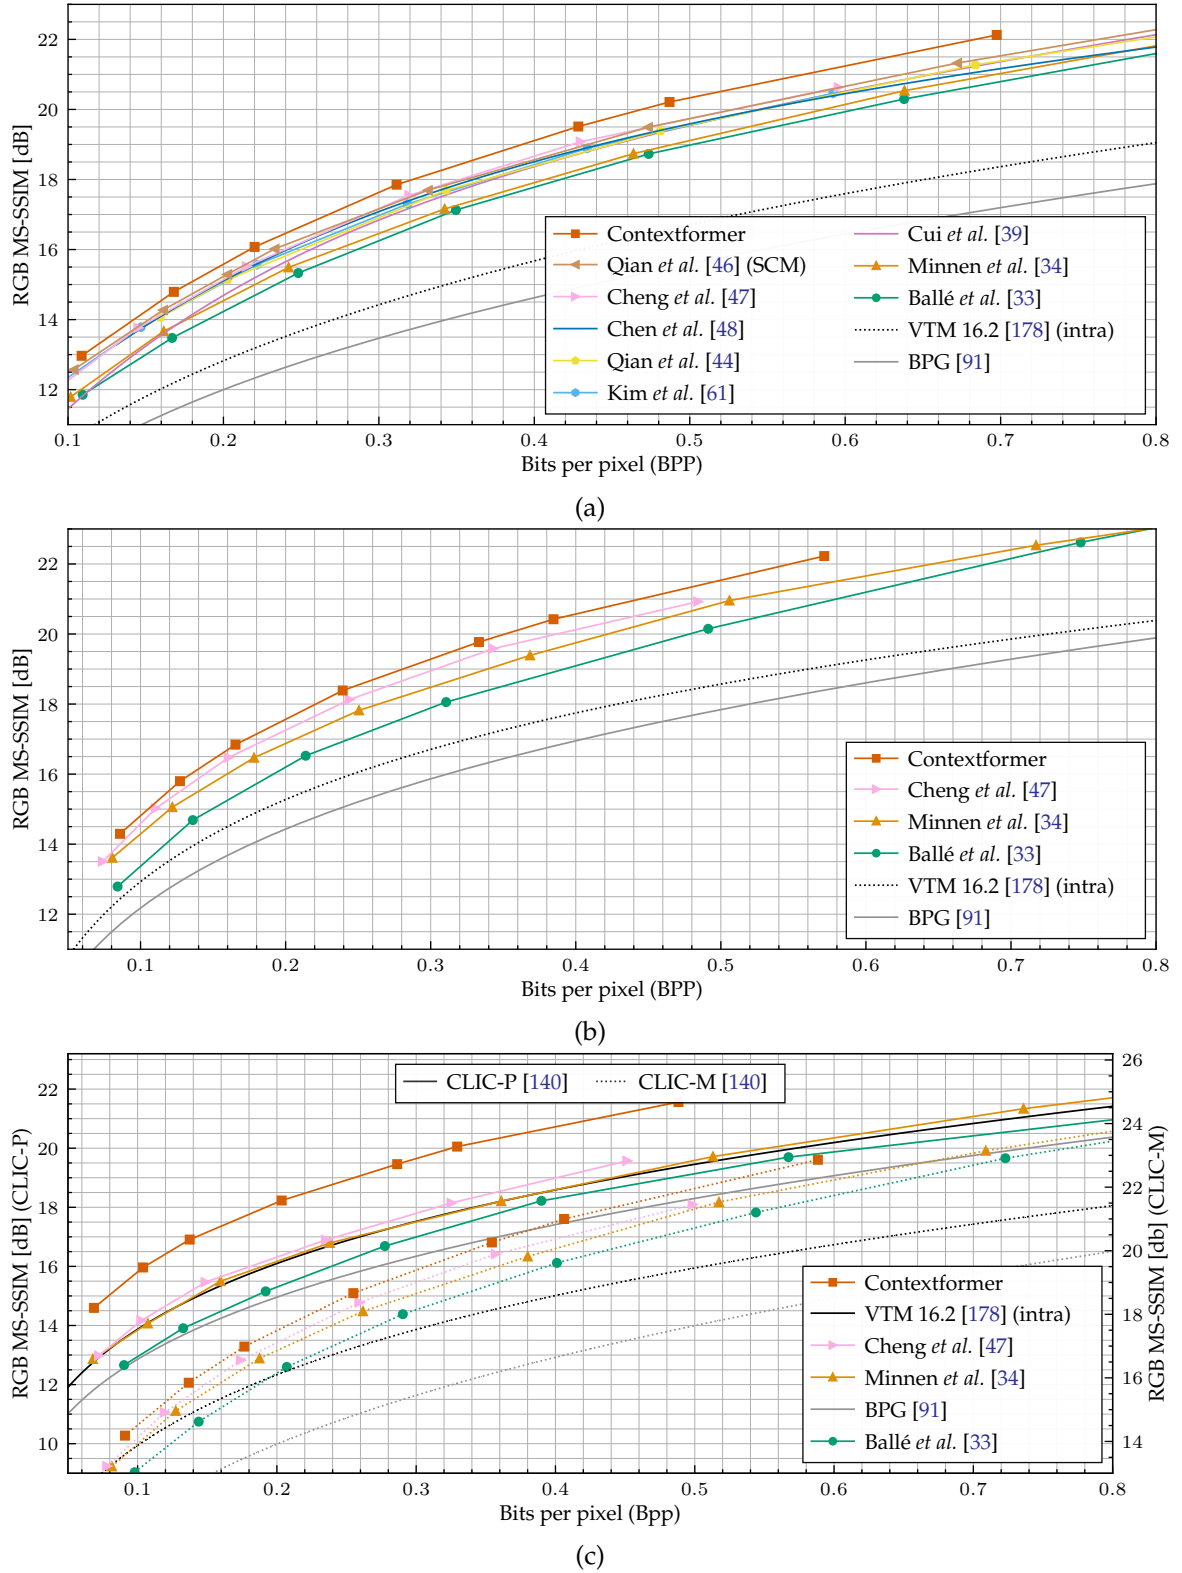 RGB MS-SSIM [dB]
22
20
18
16
14
12
0.1
0.2
0.3
0.4
0.5
0.6
0.7
0.8
Bits per pixel (BPP)
Contextformer
Qian et al. [46] (SCM)
Cheng et al. [47]
Chen et al. [48]
Qian et al. [44]
Kim et al. [61]
Cui et al. [39]
Minnen et al. [34]
Ballé et al. [33]
VTM 16.2 [178] (intra)
BPG [91]
(a)
RGB MS-SSIM [dB]
22
20
18
16
14
12
0.1
0.2
0.3
0.4
0.5
0.6
0.7
0.8
Bits per pixel (BPP)
Contextformer
Cheng et al. [47]
Minnen et al. [34]
Ballé et al. [33]
VTM 16.2 [178] (intra)
BPG [91]
(b)
RGB MS-SSIM [dB] (CLIC-P)
22
20
18
16
14
12
10
CLIC-P [140]
CLIC-M [140]
26
24
22
20
18
16
14
RGB MS-SSIM [db] (CLIC-M)
Contextformer
VTM 16.2 [178] (intra)
Cheng et al. [47]
Minnen et al. [34]
BPG [91]
Ballé et al. [33]
0.1
0.2
0.3
0.4
0.5
0.6
0.7
0.8
Bits per pixel (Bpp)
(c)